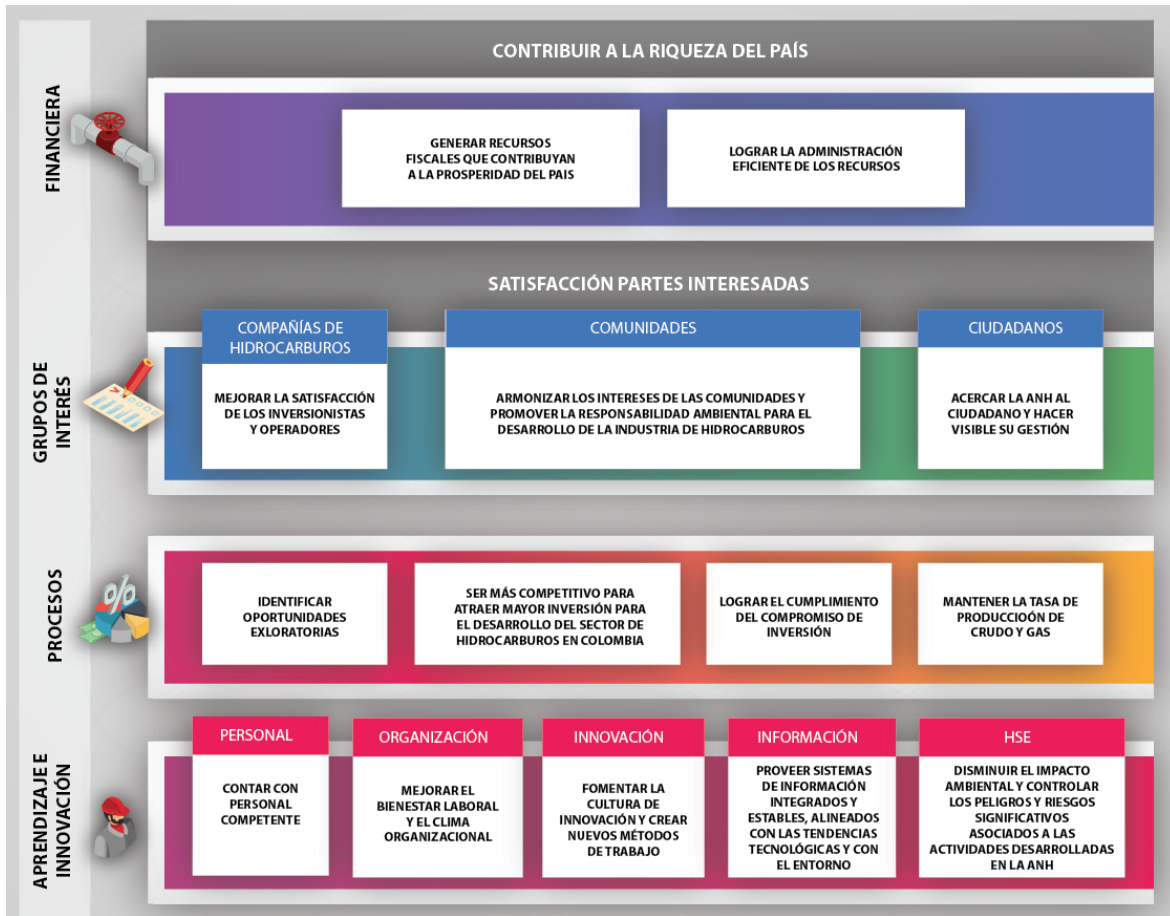 FINANCIERA
CONTRIBUIR A LA RIQUEZA DEL PAÍS
GENERAR RECURSOS
FISCALES QUE CONTRIBUYAN
A LA PROSPERIDAD DEL PAIS
LOGRAR LA ADMINISTRACIÓN
EFICIENTE DE LOS RECURSOS
GRUPOS DE
INTERÉS
SATISFACCIÓN PARTES INTERESADAS
COMPAÑÍAS DE
HIDROCARBUROS
MEJORAR LA SATISFACCIÓN
DE LOS INVERSIONISTAS
Y OPERADORES
COMUNIDADES
ARMONIZAR LOS INTERESES DE LAS COMUNIDADES Y
PROMOVER LA RESPONSABILIDAD AMBIENTAL PARA EL
DESARROLLO DE LA INDUSTRIA DE HIDROCARBUROS
CIUDADANOS
ACERCAR LA ANH AL
CIUDADANO Y HACER
VISIBLE SU GESTIÓN
PROCESOS
%
IDENTIFICAR
OPORTUNIDADES
EXLORATORIAS
SER MÁS COMPETITIVO PARA
ATRAER MAYOR INVERSIÓN PARA
EL DESARROLLO DEL SECTOR DE
HIDROCARBUROS EN COLOMBIA
LOGRAR EL CUMPLIMIENTO
DEL COMPROMISO DE
INVERSIÓN
MANTENER LA TASA DE
PRODUCCIOÓN DE
CRUDO Y GAS
APRENDIZAJE E
INNOVACIÓN
PERSONAL
CONTAR CON
PERSONAL
COMPETENTE
ORGANIZACIÓN
MEJORAR EL
BIENESTAR LABORAL
Y EL CLIMA
ORGANIZACIONAL
INNOVACIÓN
FOMENTAR LA
CULTURA DE
INNOVACIÓN Y CREAR
NUEVOS MÉTODOS
DE TRABAJO
INFORMACIÓN
PROVEER SISTEMAS
DE INFORMACIÓN
INTEGRADOS Y
ESTABLES, ALINEADOS
CON LAS TENDENCIAS
TECNOLÓGICAS Y CON
EL ENTORNO
HSE
DISMINUIR EL IMPACTO
AMBIENTAL Y CONTROLAR
LOS PELIGROS Y RIESGOS
SIGNIFICATIVOS
ASOCIADOS A LAS
ACTIVIDADES DESARROLLADAS
EN LA ANH